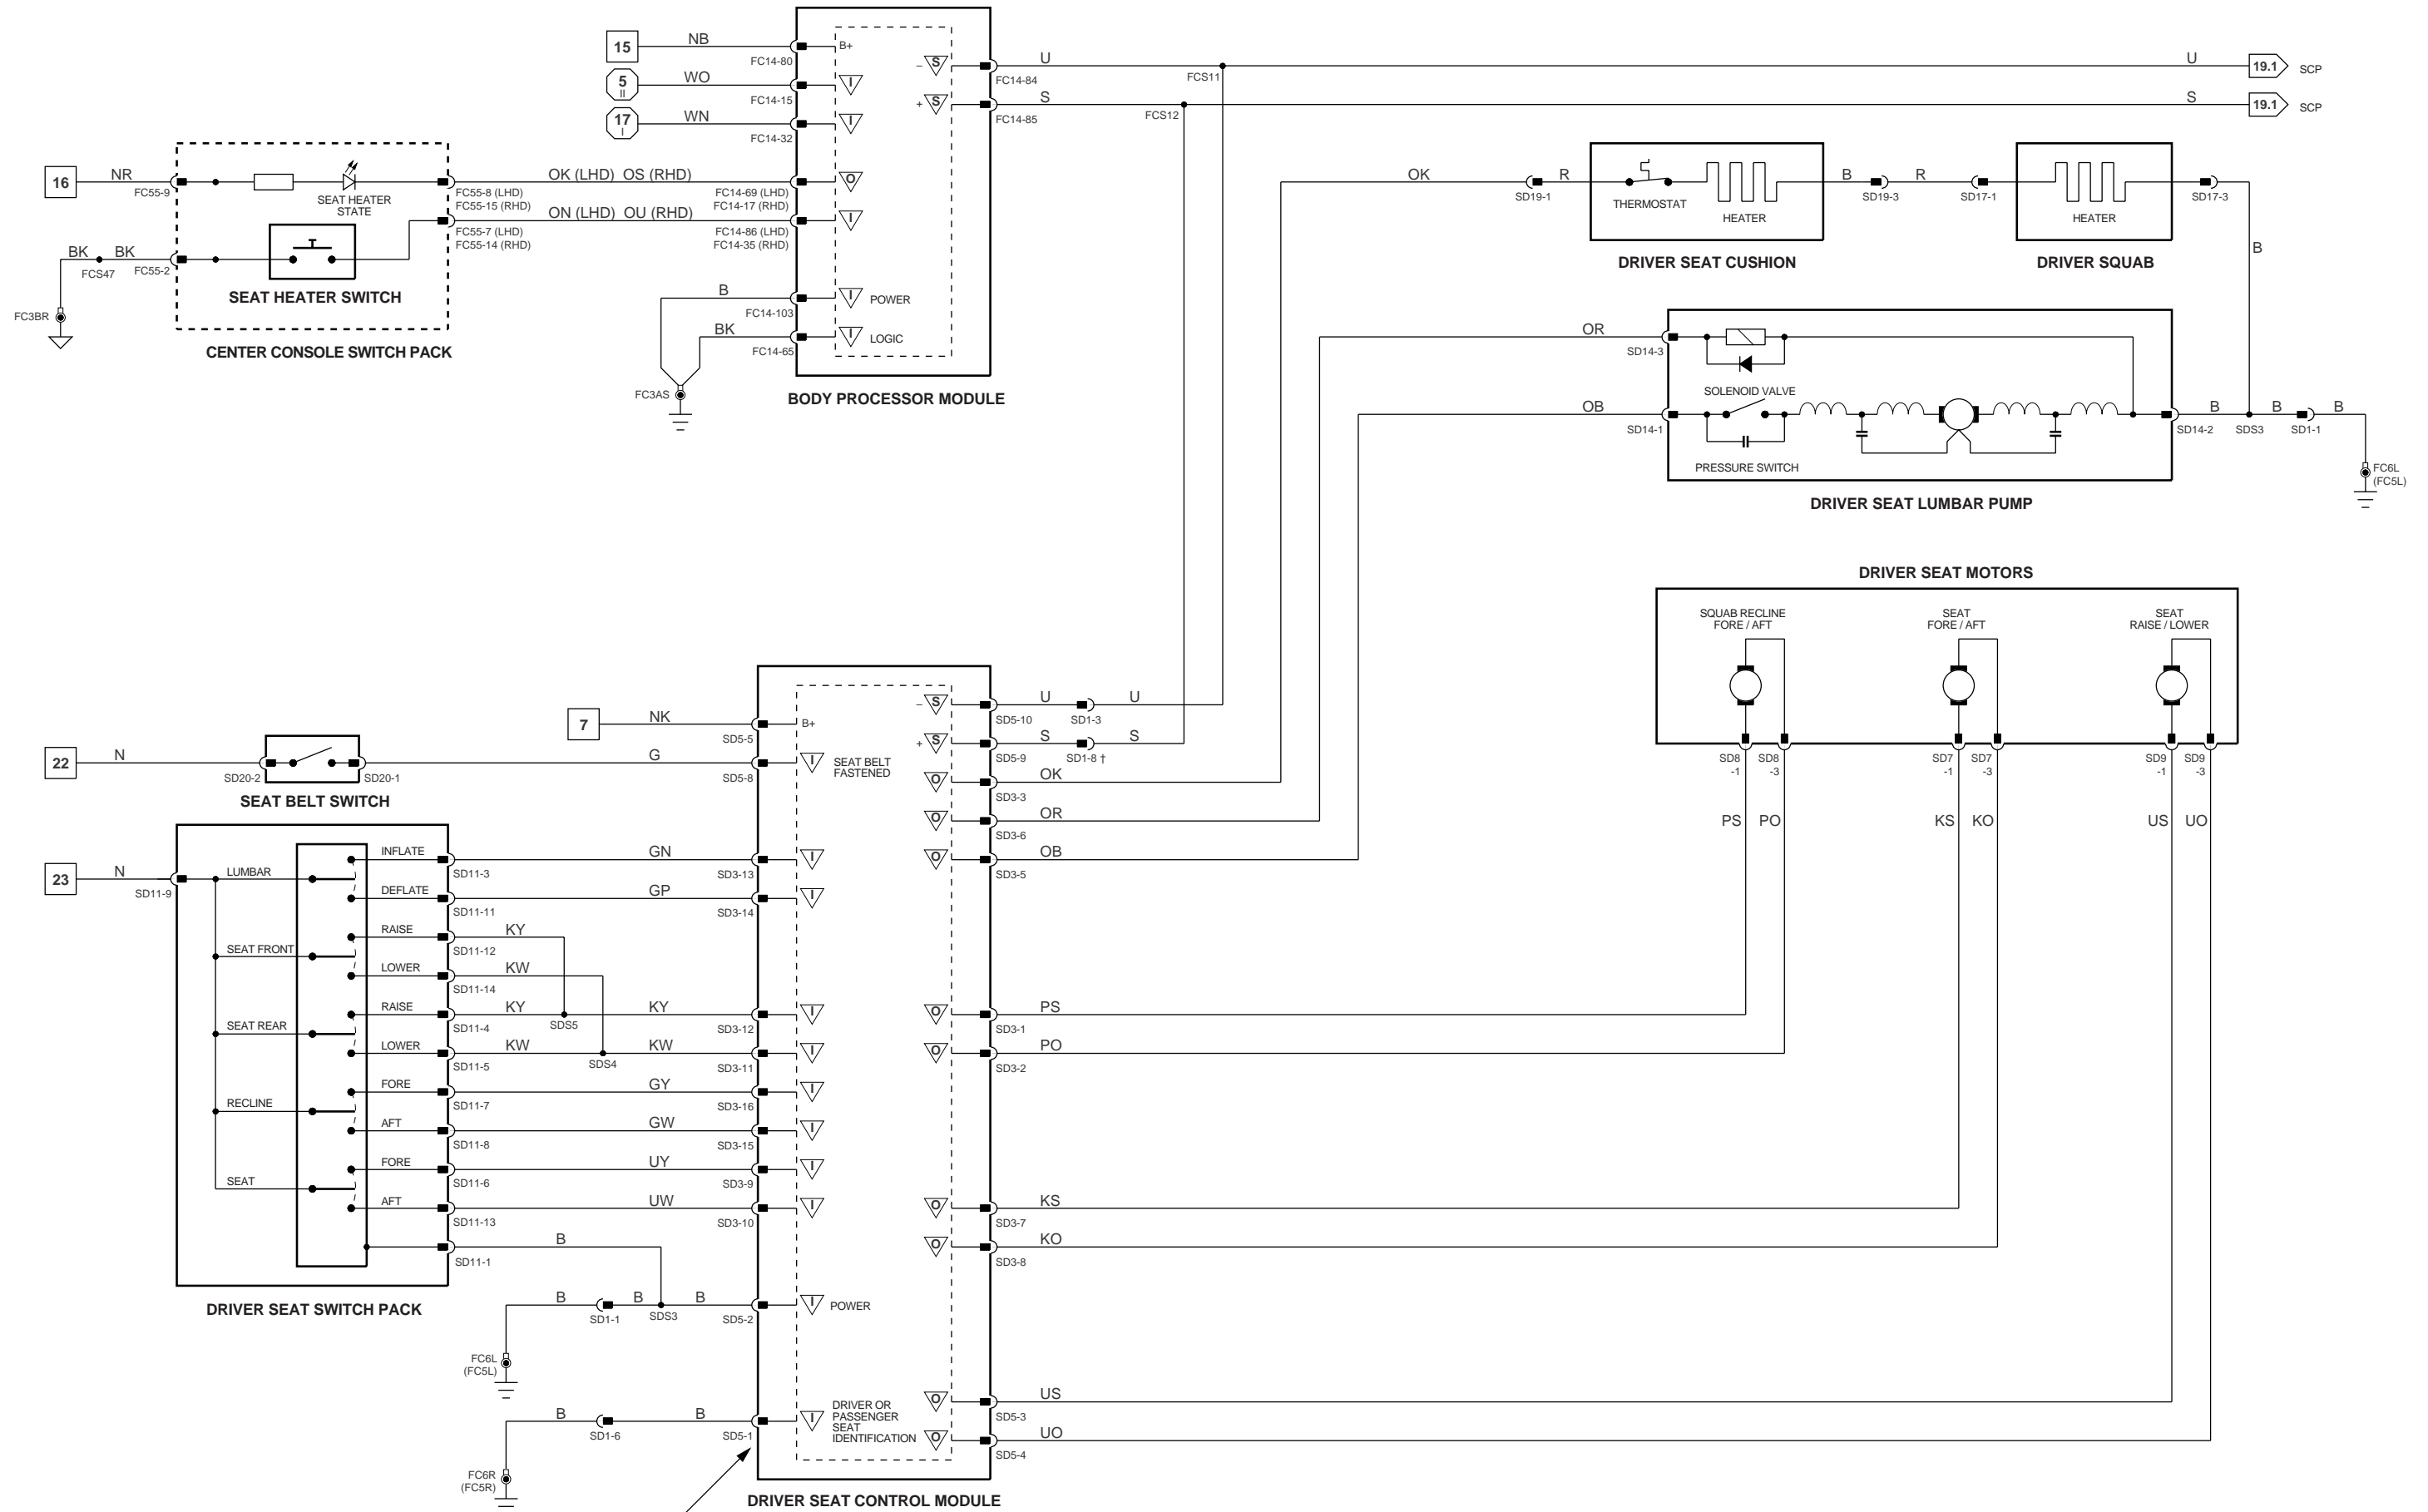 15 NB FC14-80 B+
5 II WO FC14-15 I
17 I WN FC14-32 I
– S FC14-84 U FCS11 U 19.1 SCP
+ S FC14-85 S FCS12 S 19.1 SCP
16 NR FC55-9
SEAT HEATER
STATE
FC55-8 (LHD)
FC55-15 (RHD)
OK (LHD) OS (RHD)
FC14-69 (LHD)
FC14-17 (RHD)
O
FC55-7 (LHD)
FC55-14 (RHD)
ON (LHD) OU (RHD)
FC14-86 (LHD)
FC14-35 (RHD)
I
BK BK
FCS47 FC55-2
FC3BR
SEAT HEATER SWITCH
CENTER CONSOLE SWITCH PACK
B FC14-103 I POWER
BK FC14-65 I LOGIC
FC3AS
BODY PROCESSOR MODULE
OK SD19-1 R
THERMOSTAT HEATER
B SD19-3 R SD17-1
HEATER
SD17-3
B
DRIVER SEAT CUSHION
DRIVER SQUAB
OR SD14-3
SOLENOID VALVE
OB SD14-1
PRESSURE SWITCH
SD14-2 B SDS3 B SD1-1 B
FC6L
(FC5L)
DRIVER SEAT LUMBAR PUMP
DRIVER SEAT MOTORS
SQUAB RECLINE
FORE / AFT
SEAT
FORE / AFT
SEAT
RAISE / LOWER
SD8
-1
SD8
-3
SD7
-1
SD7
-3
SD9
-1
SD9
-3
PS PO KS KO US UO
7 NK SD5-5 B+
22 N SD20-2 SD20-1 G SD5-8 I
SEAT BELT
FASTENED
SEAT BELT SWITCH
– S SD5-10 U SD1-3 U
+ S SD5-9 S SD1-8 † S
O SD3-3 OK
O SD3-6 OR
O SD3-5 OB
23 N SD11-9
LUMBAR
INFLATE SD11-3 GN SD3-13 I
DEFLATE SD11-11 GP SD3-14 I
SEAT FRONT
RAISE SD11-12 KY
LOWER SD11-14 KW
SEAT REAR
RAISE SD11-4 KY SDS5 KY SD3-12 I
LOWER SD11-5 KW SDS4 KW SD3-11 I
RECLINE
FORE SD11-7 GY SD3-16 I
AFT SD11-8 GW SD3-15 I
SEAT
FORE SD11-6 UY SD3-9 I
AFT SD11-13 UW SD3-10 I
SD11-1 B
DRIVER SEAT SWITCH PACK
O SD3-1 PS
O SD3-2 PO
O SD3-7 KS
O SD3-8 KO
B SD1-1 B SDS3 B SD5-2 I POWER
FC6L
(FC5L)
B SD1-6 B SD5-1 I
DRIVER OR
PASSENGER
SEAT
IDENTIFICATION
FC6R
(FC5R)
O SD5-3 US
O SD5-4 UO
DRIVER SEAT CONTROL MODULE